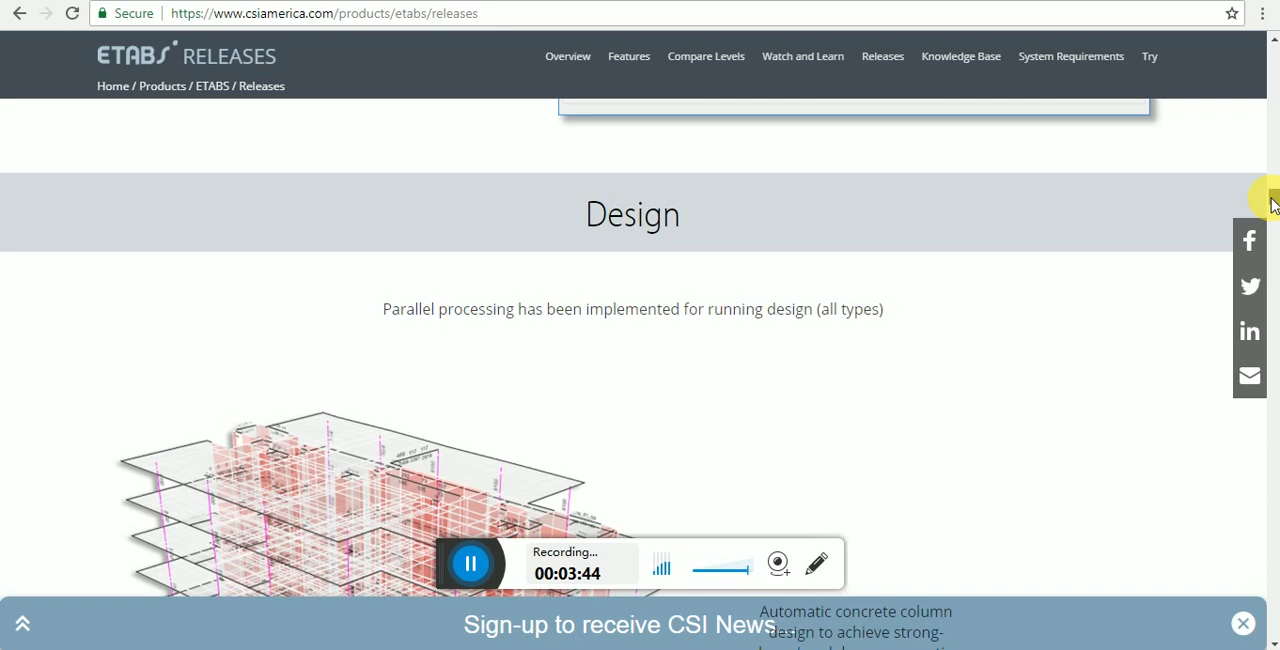 Secure
https://www.csiamerica.com/products/etabs/releases
ETABS RELEASES
Overview
Features
Compare Levels
Watch and Learn
Releases
Knowledge Base
System Requirements
Try
Home / Products / ETABS / Releases
Design
Parallel processing has been implemented for running design (all types)
Recording...
00:03:44
Automatic concrete column
Sign-up to receive CSI News...
design to achieve strong-